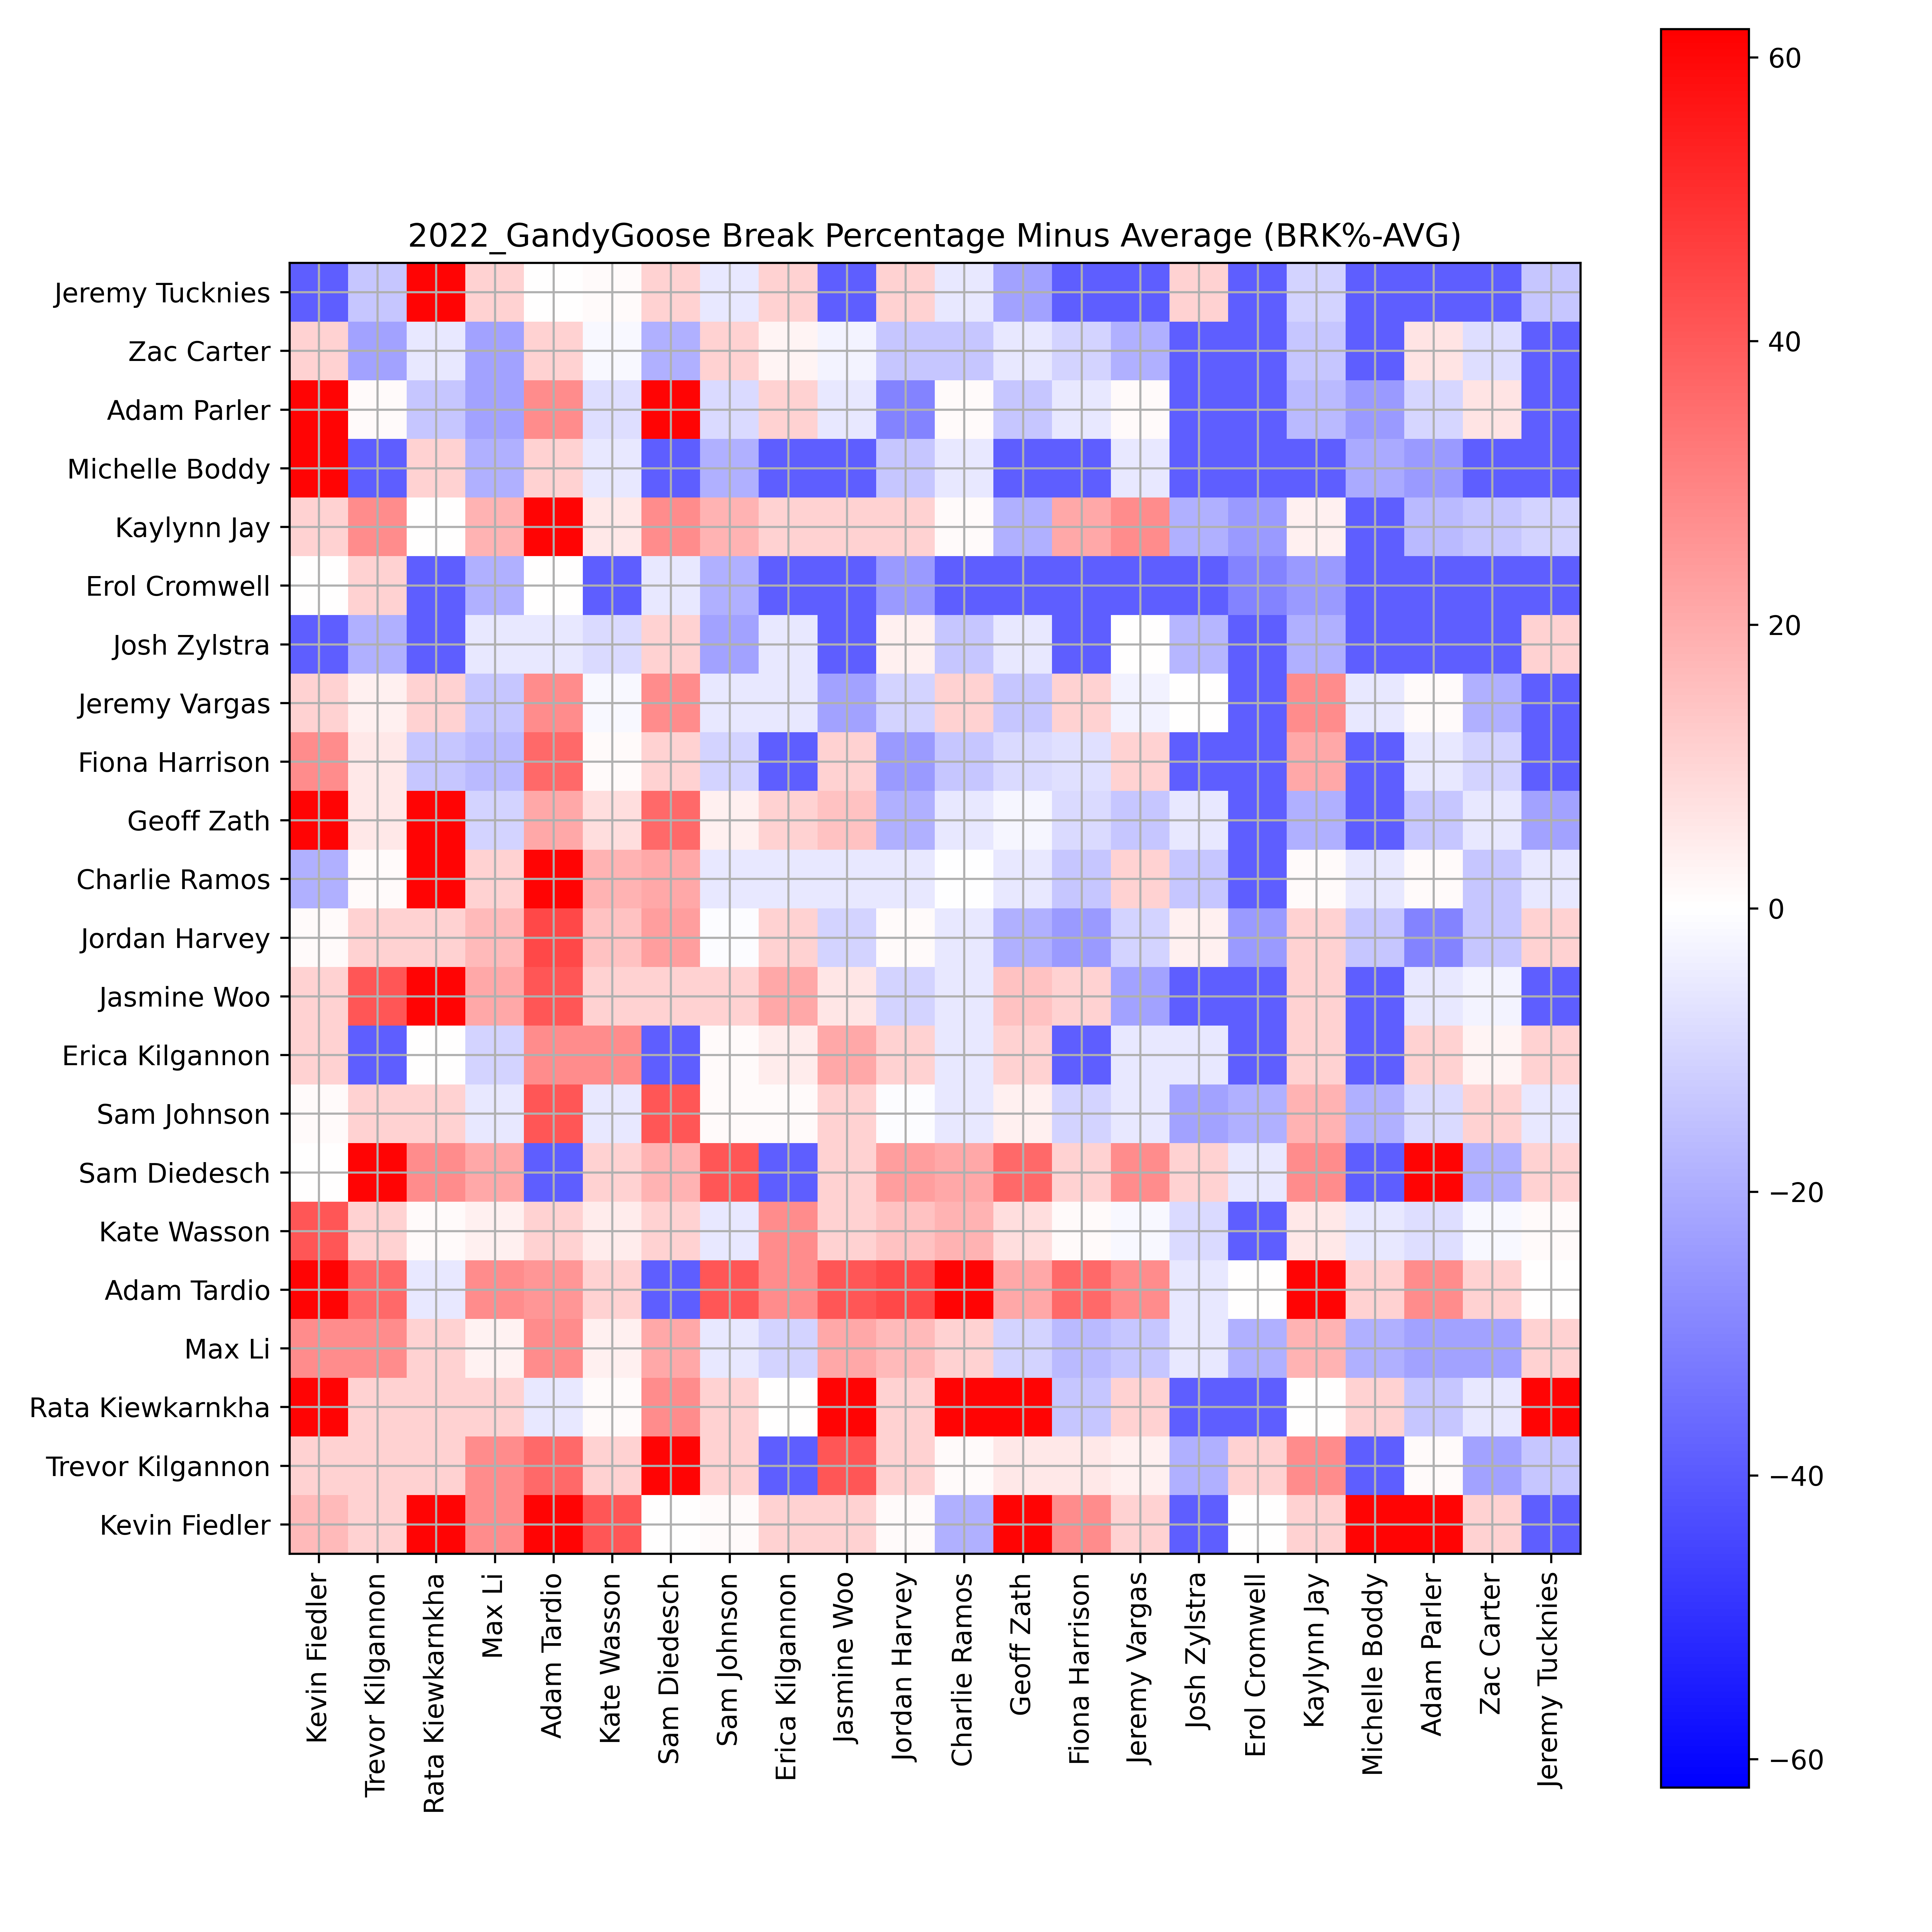 2022_GandyGoose Break Percentage Minus Average (BRK%-AVG)
Jeremy Tucknies
Zac Carter
Adam Parler
Michelle Boddy
Kaylynn Jay
Erol Cromwell
Josh Zylstra
Jeremy Vargas
Fiona Harrison
Geoff Zath
Charlie Ramos
Jordan Harvey
Jasmine Woo
Erica Kilgannon
Sam Johnson
Sam Diedesch
Kate Wasson
Adam Tardio
Max Li
Rata Kiewkarnkha
Trevor Kilgannon
Kevin Fiedler
Kevin Fiedler
Trevor Kilgannon
Rata Kiewkarnkha
Max Li
Adam Tardio
Kate Wasson
Sam Diedesch
Sam Johnson
Erica Kilgannon
Jasmine Woo
Jordan Harvey
Charlie Ramos
Geoff Zath
Fiona Harrison
Jeremy Vargas
Josh Zylstra
Erol Cromwell
Kaylynn Jay
Michelle Boddy
Adam Parler
Zac Carter
Jeremy Tucknies
60
40
20
0
−20
−40
−60